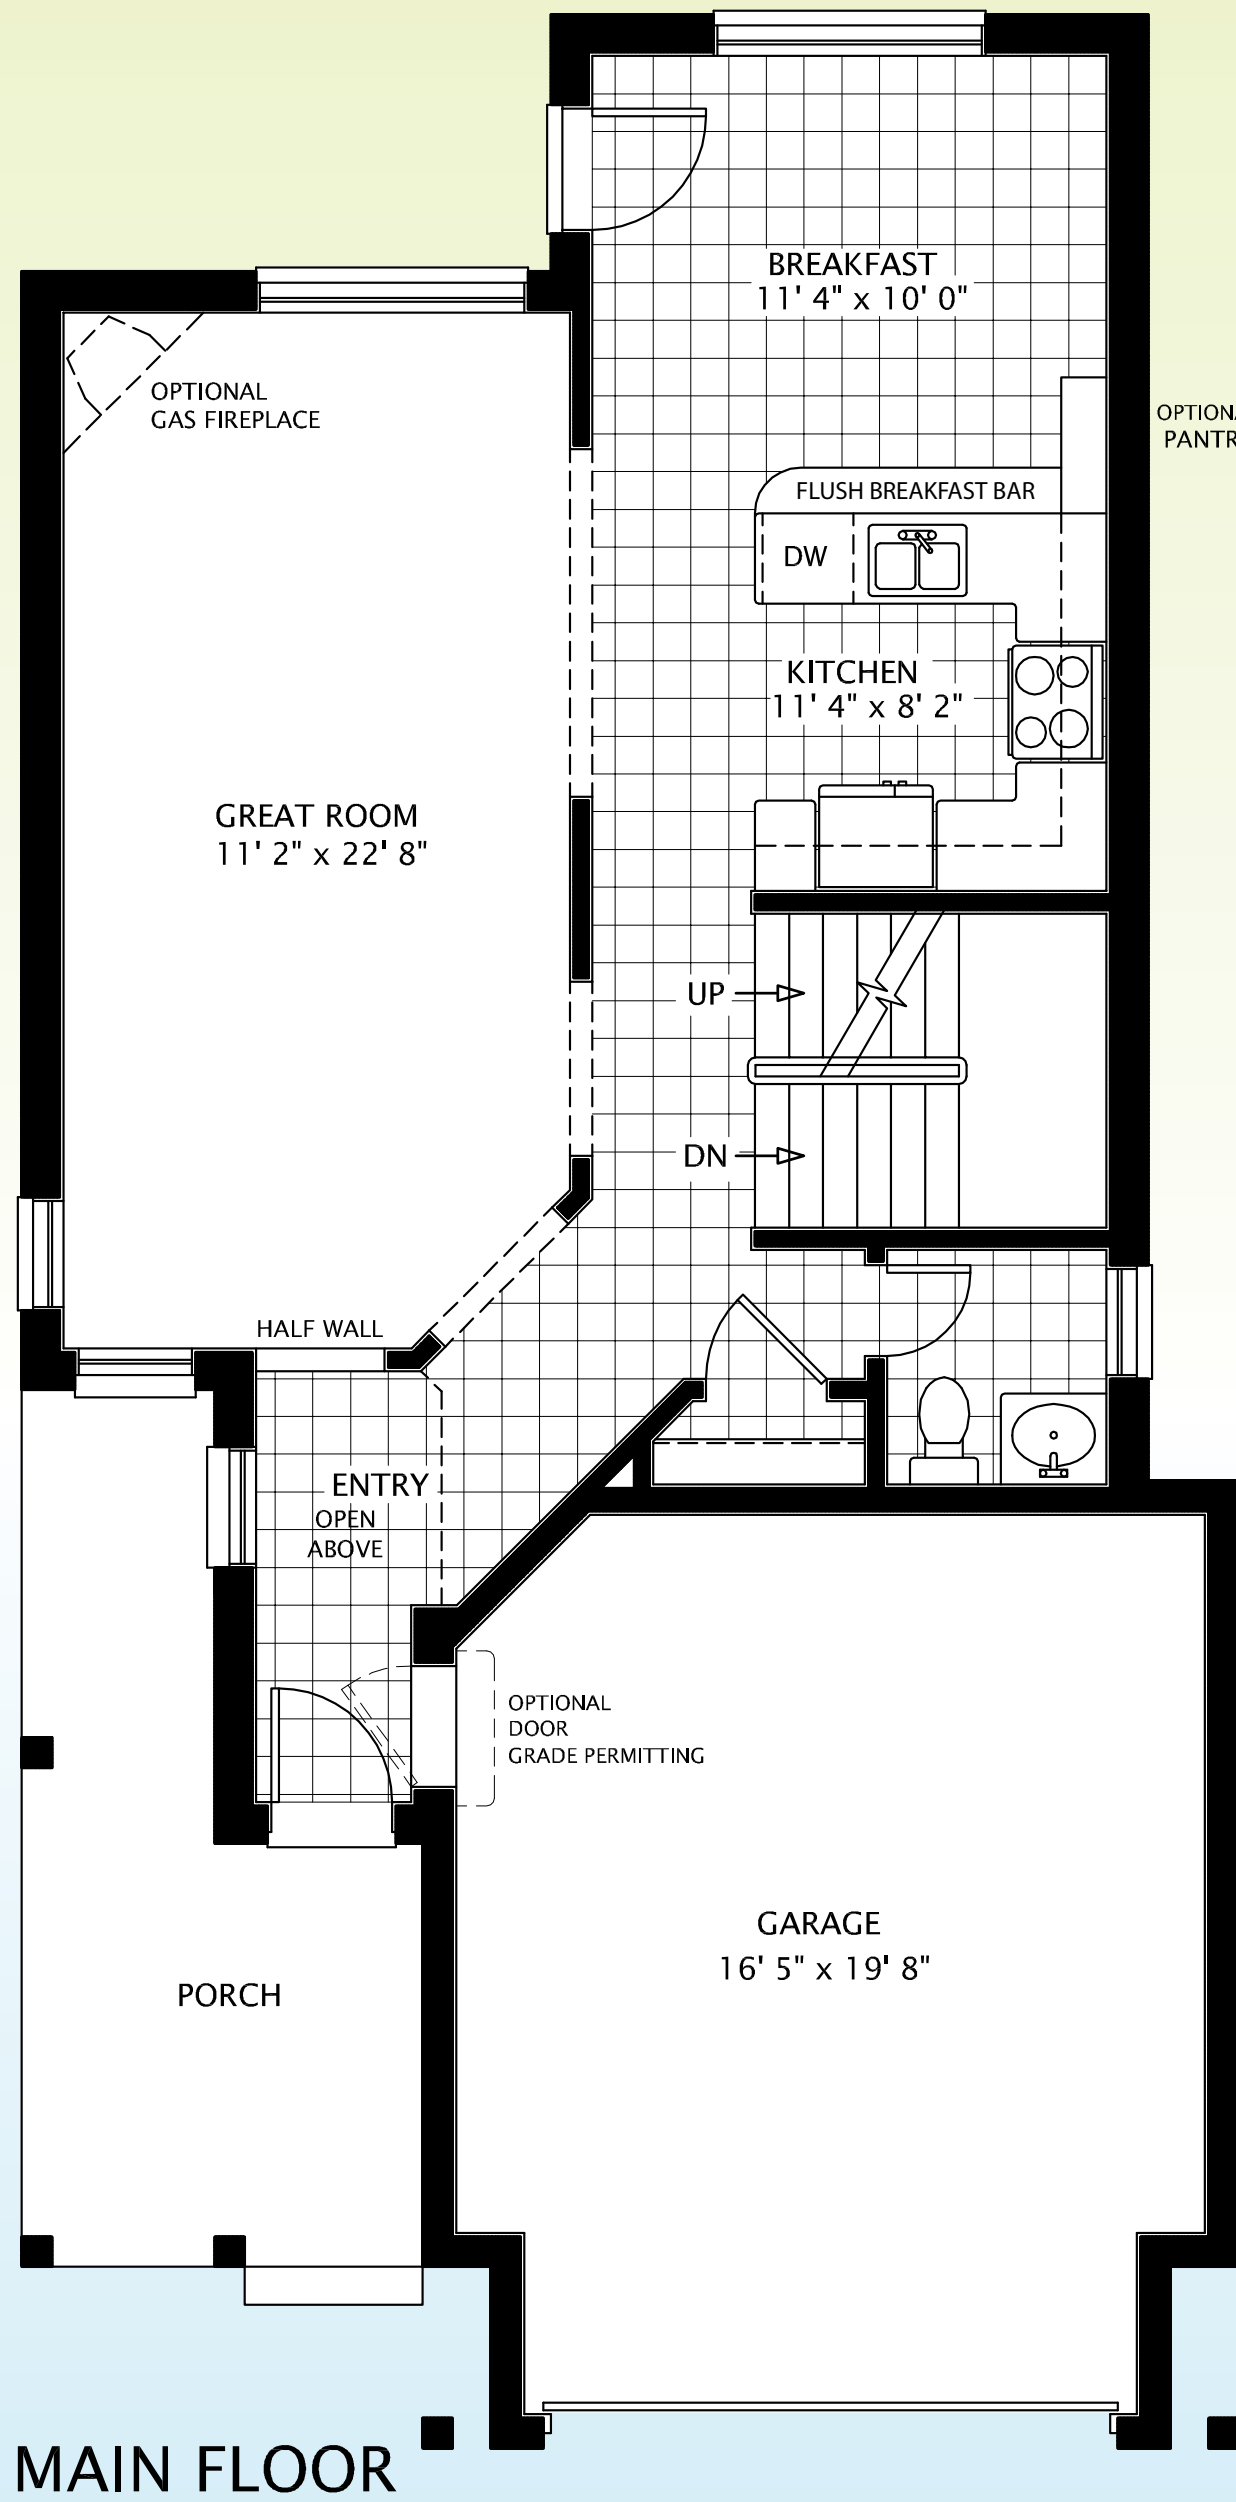 BREAKFAST
11' 4" x 10' 0"
OPTIONAL
GAS FIREPLACE
FLUSH BREAKFAST BAR
DW
KITCHEN
11' 4" x 8' 2"
GREAT ROOM
11' 2" x 22' 8"
UP
DN
HALF WALL
ENTRY
OPEN
ABOVE
OPTIONAL
DOOR
GRADE PERMITTING
GARAGE
16' 5" x 19' 8"
PORCH
MAIN FLOOR